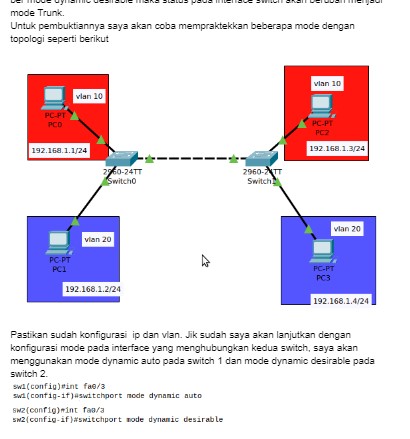 ber mode dynamic desirable maka status pada interface switch akan berubah menjadi
mode Trunk.
Untuk pembuktiannya saya akan coba mempraktekkan beberapa mode dengan
topologi seperti berikut
vlan 10
PC-PT
PC0
192.168.1.1/24
vlan 10
PC-PT
PC2
192.168.1.3/24
2960-24TT
Switch0
2960-24TT
Switch1
vlan 20
PC-PT
PC1
192.168.1.2/24
vlan 20
PC-PT
PC3
192.168.1.4/24
Pastikan sudah konfigurasi ip dan vlan. Jik sudah saya akan lanjutkan dengan
konfigurasi mode pada interface yang menghubungkan kedua switch, saya akan
menggunakan mode dynamic auto pada switch 1 dan mode dynamic desirable pada
switch 2.
sw1(config)#int fa0/3
sw1(config-if)#switchport mode dynamic auto
sw2(config)#int fa0/3
sw2(config-if)#switchport mode dynamic desirable